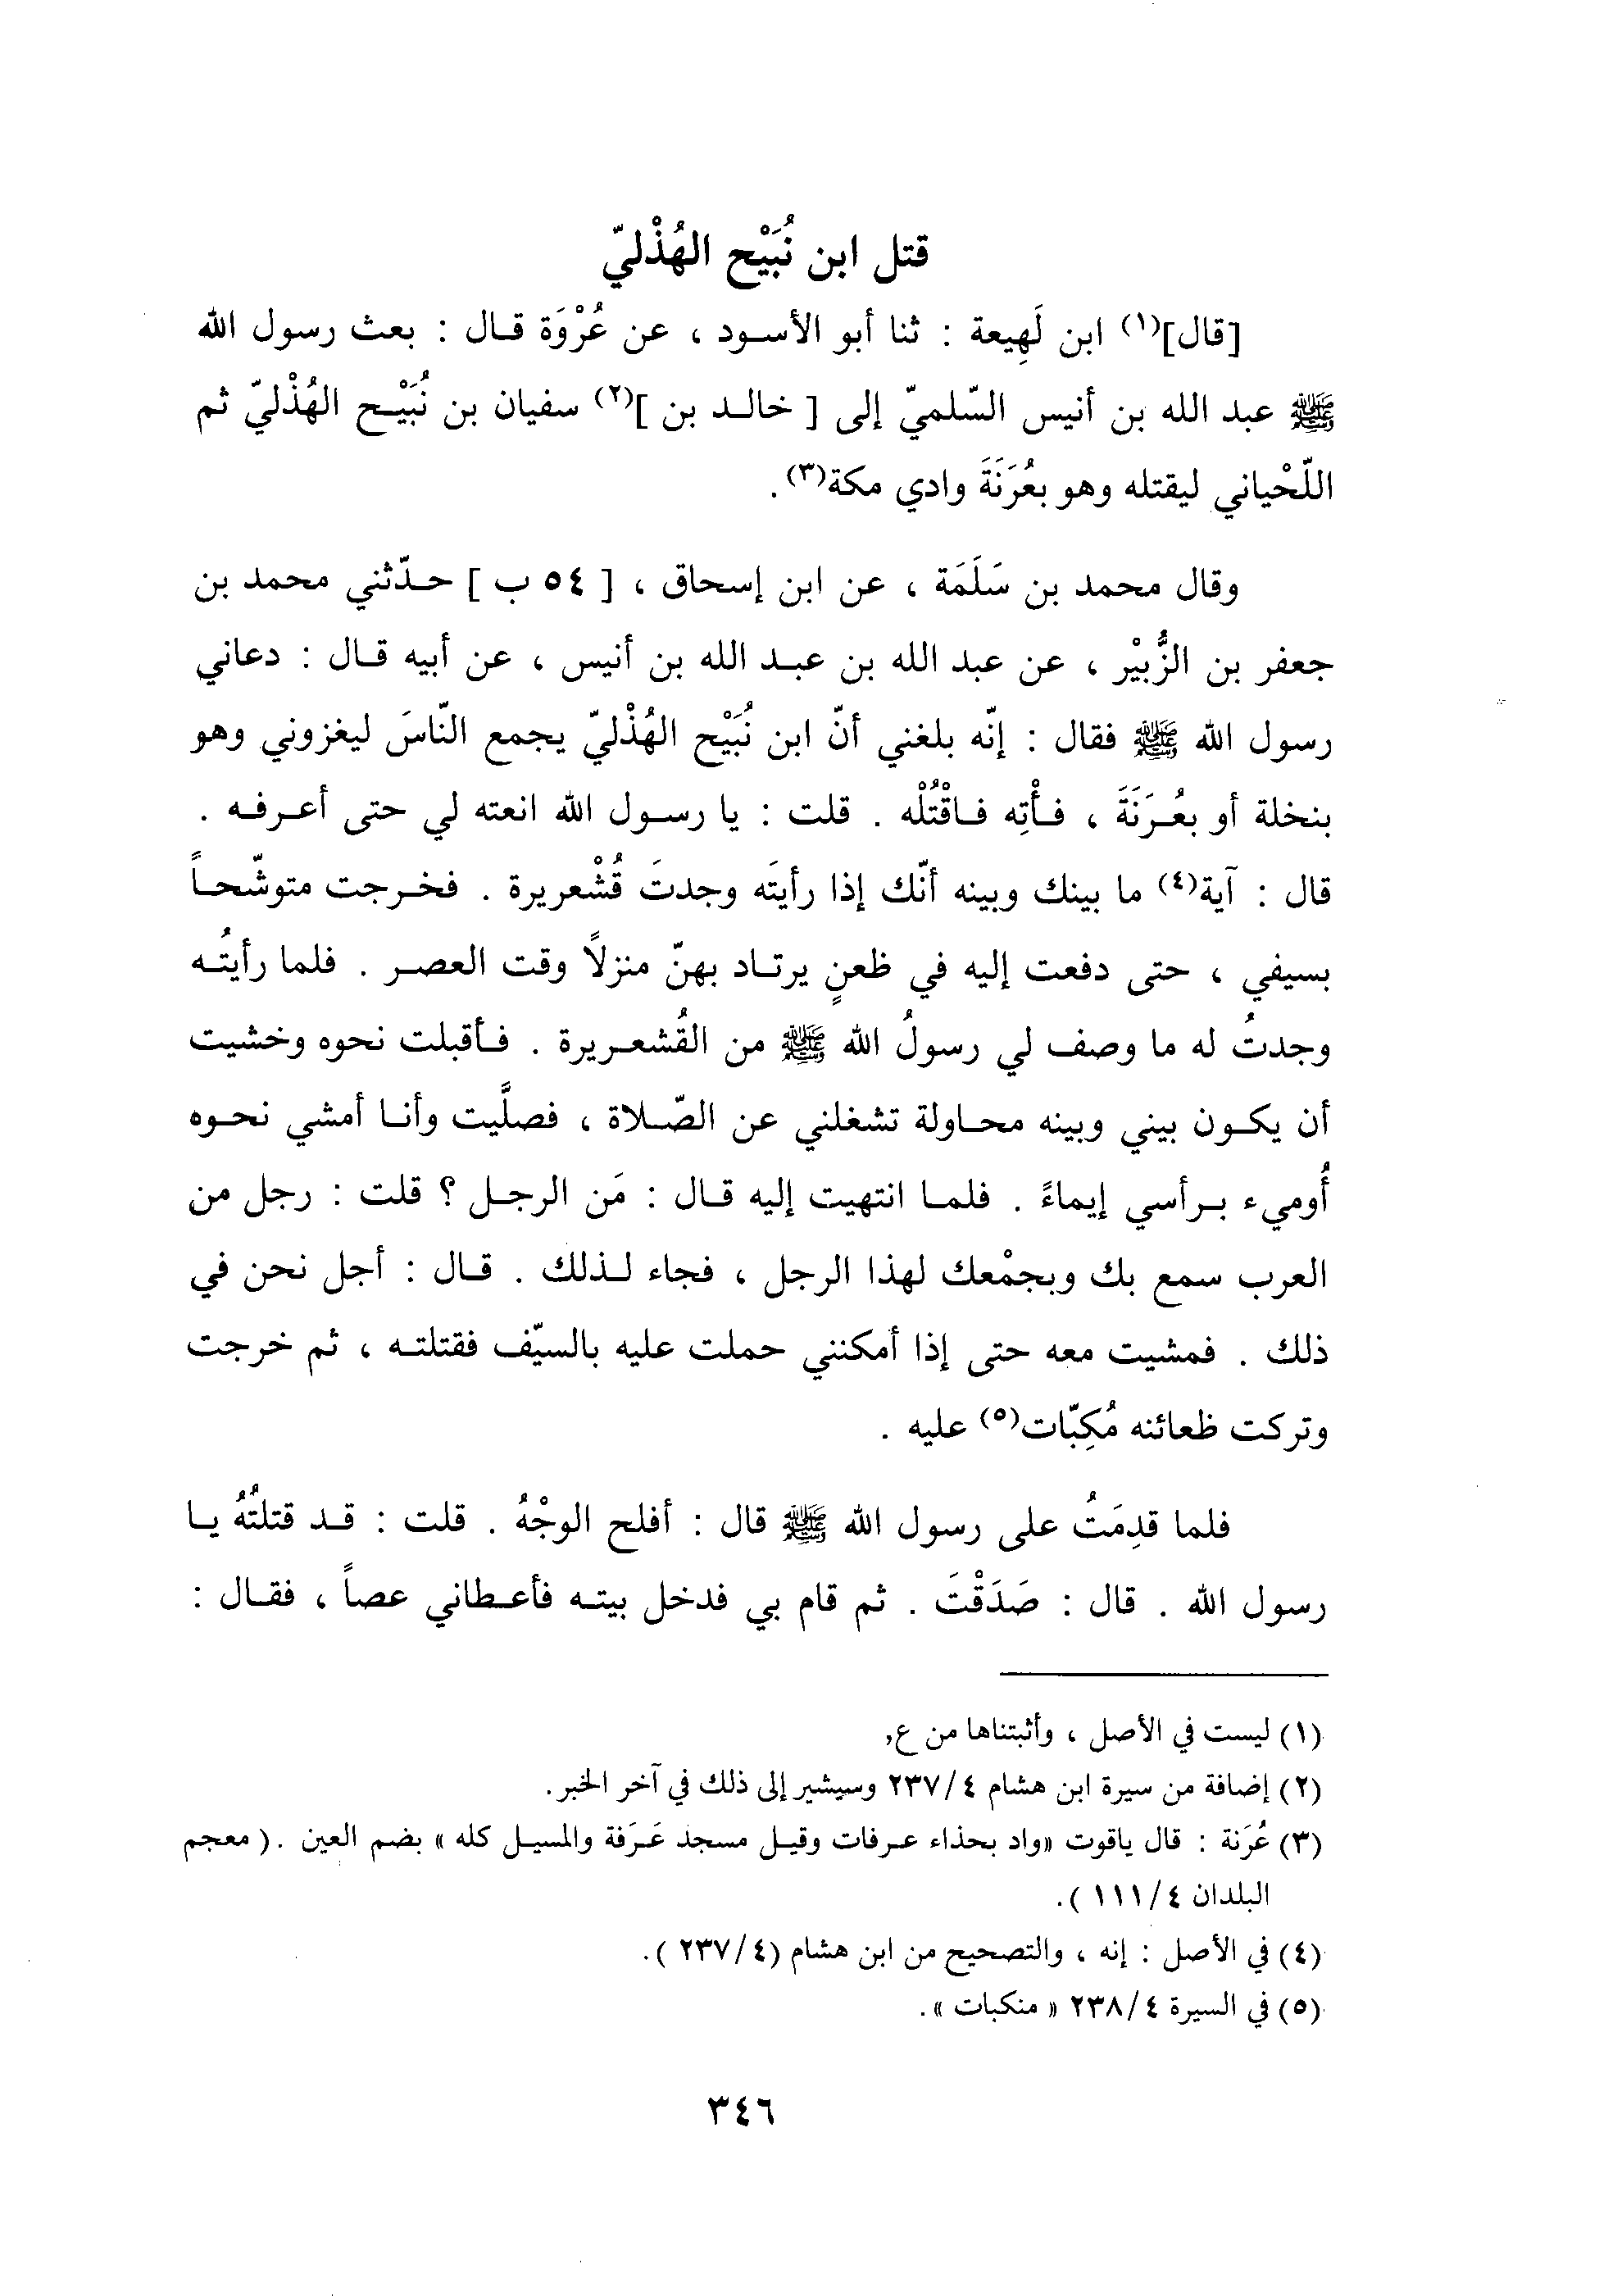 قتل ابن نُبَيْح الهُذْليّ
[قال](١) ابن لَهِيعة : ثنا أبو الأسود ، عن عُرْوَة قال : بعث رسول الله
ﷺ عبد الله بن أنيس السّلميّ إلى [ خالد بن ](٢) سفيان بن نُبَيْح الهُذْليّ ثم
اللّحْياني ليقتله وهو بعُرَنَةَ وادي مكة(٣) .
وقال محمد بن سَلَمَة ، عن ابن إسحاق ، [ ٥٤ ب ] حدّثني محمد بن
جعفر بن الزُّبيْر ، عن عبد الله بن عبد الله بن أنيس ، عن أبيه قال : دعاني
رسول الله ﷺ فقال : إنّه بلغني أنّ ابن نُبَيْح الهُذْليّ يجمع النّاسَ ليغزوني وهو
بنخلة أو بعُرَنَةَ ، فأْتِه فاقْتُلْه . قلت : يا رسول الله انعته لي حتى أعرفه .
قال : آية(٤) ما بينك وبينه أنّك إذا رأيتَه وجدتَ قُشْعريرة . فخرجت متوشّحاً
بسيفي ، حتى دفعت إليه في ظعنٍ يرتاد بهنّ منزلاً وقت العصر . فلما رأيتُه
وجدتُ له ما وصف لي رسولُ الله ﷺ من القُشعريرة . فأقبلت نحوه وخشيت
أن يكون بيني وبينه محاولة تشغلني عن الصّلاة ، فصلَّيت وأنا أمشي نحوه
أُوميء برأسي إيماءً . فلما انتهيت إليه قال : مَن الرجل ؟ قلت : رجل من
العرب سمع بك وبجمْعك لهذا الرجل ، فجاء لذلك . قال : أجل نحن في
ذلك . فمشيت معه حتى إذا أمكنني حملت عليه بالسيّف فقتلته ، ثم خرجت
وتركت ظعائنه مُكِبّات(٥) عليه .
فلما قدِمَتُ على رسول الله ﷺ قال : أفلح الوجْهُ . قلت : قد قتلتُهُ يا
رسول الله . قال : صَدَقْتَ . ثم قام بي فدخل بيته فأعطاني عصاً ، فقال :
(١) ليست في الأصل ، وأثبتناها من ع,
(٢) إضافة من سيرة ابن هشام ٤/٢٣٧ وسيشير إلى ذلك في آخر الخبر.
(٣) عُرَنة : قال ياقوت «واد بحذاء عرفات وقيل مسجد عَرَفة والمسيل كله » بضم العين .( معجم
البلدان ٤/١١١ ).
(٤) في الأصل : إنه ، والتصحيح من ابن هشام (٤/٢٣٧ ).
(٥) في السيرة ٤/٢٣٨ « منكبات ».
٣٤٦